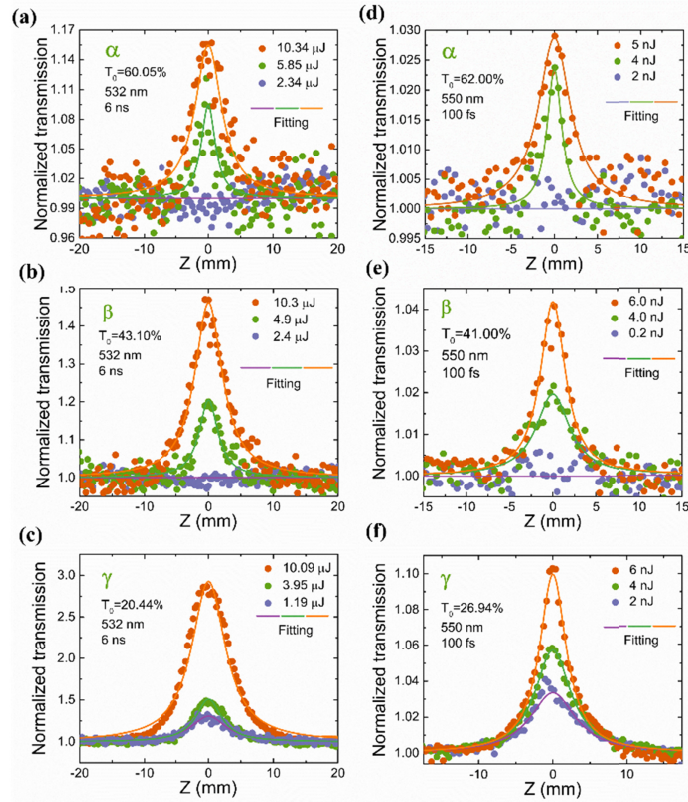 (a)
1.17
1.14
1.11
1.08
1.05
1.02
0.99
0.96
Normalized transmission
α
T0=60.05%
532 nm
6 ns
10.34 μJ
5.85 μJ
2.34 μJ
Fitting
-20 -10 0 10 20
Z (mm)
(d)
1.030
1.025
1.020
1.015
1.010
1.005
1.000
0.995
Normalized transmission
α
T0=62.00%
550 nm
100 fs
5 nJ
4 nJ
2 nJ
Fitting
-15 -10 -5 0 5 10 15
Z (mm)
(b)
1.5
1.4
1.3
1.2
1.1
1.0
Normalized transmission
β
T0=43.10%
532 nm
6 ns
10.3 μJ
4.9 μJ
2.4 μJ
Fitting
-20 -10 0 10 20
Z (mm)
(e)
1.04
1.03
1.02
1.01
1.00
Normalized transmission
β
T0=41.00%
550 nm
100 fs
6.0 nJ
4.0 nJ
0.2 nJ
Fitting
-15 -10 -5 0 5 10 15
Z (mm)
(c)
3.0
2.5
2.0
1.5
1.0
Normalized transmission
γ
T0=20.44%
532 nm
6 ns
10.09 μJ
3.95 μJ
1.19 μJ
Fitting
-20 -10 0 10 20
Z (mm)
(f)
1.10
1.08
1.06
1.04
1.02
1.00
Normalized transmission
γ
T0=26.94%
550 nm
100 fs
6 nJ
4 nJ
2 nJ
Fitting
-10 0 10
Z (mm)